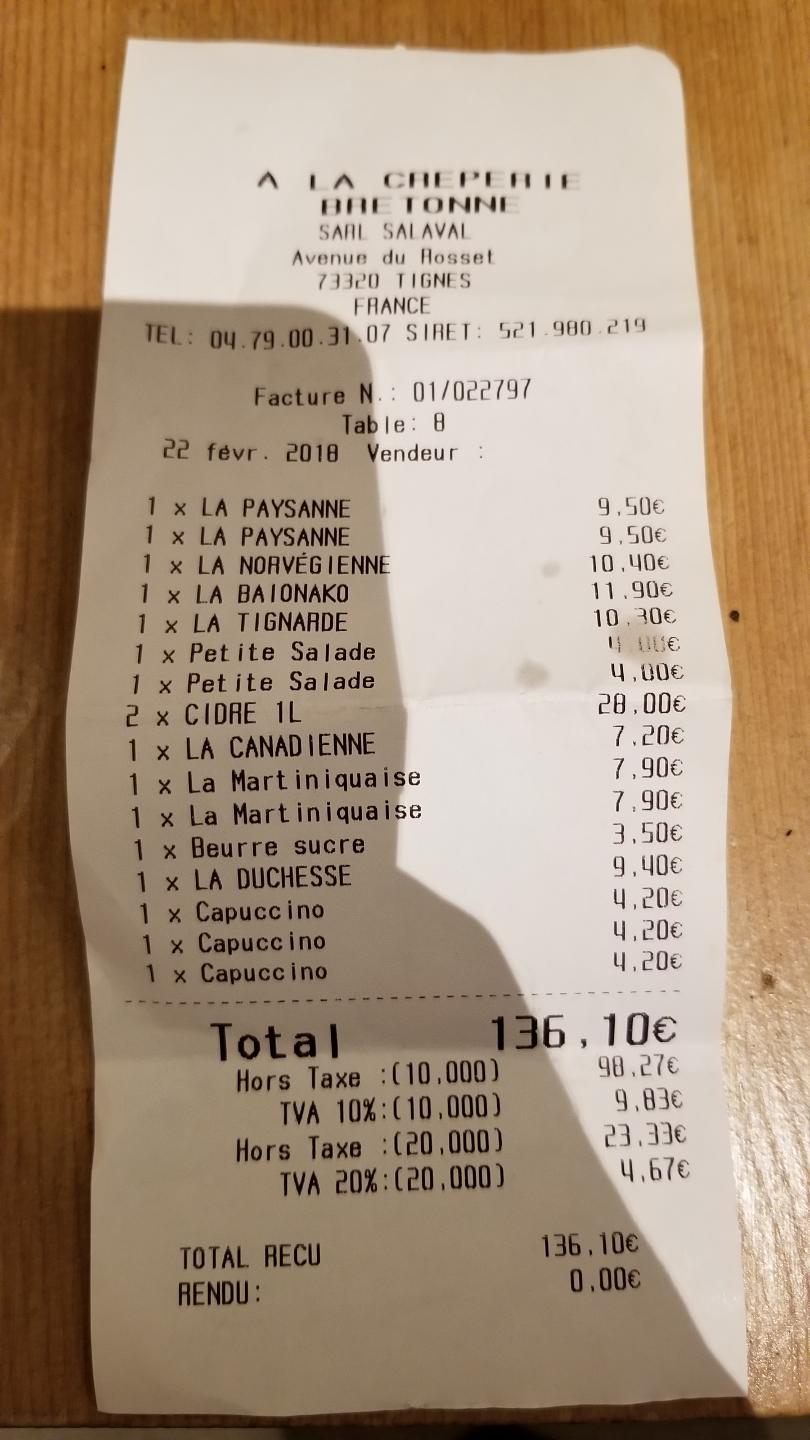 A LA CREPERIE
BRETONNE
SARL SALAVAL
Avenue du Rosset
73320 TIGNES
FRANCE
TEL: 04.79.00.31.07 SIRET: 521.980.219
Facture N.: 01/022797
Table: 8
22 févr. 2018 Vendeur :
1 x LA PAYSANNE 9,50€
1 x LA PAYSANNE 9,50€
1 x LA NORVÉGIENNE 10,40€
1 x LA BAIONAKO 11,90€
1 x LA TIGNARDE 10,30€
1 x Petite Salade 4,00€
1 x Petite Salade 4,00€
2 x CIDRE 1L 28,00€
1 x LA CANADIENNE 7,20€
1 x La Martiniquaise 7,90€
1 x La Martiniquaise 7,90€
1 x Beurre sucre 3,50€
1 x LA DUCHESSE 9,40€
1 x Capuccino 4,20€
1 x Capuccino 4,20€
1 x Capuccino 4,20€
Total 136,10€
Hors Taxe :(10,000) 98,27€
TVA 10%:(10,000) 9,83€
Hors Taxe :(20,000) 23,33€
TVA 20%:(20,000) 4,67€
TOTAL RECU 136,10€
RENDU: 0,00€